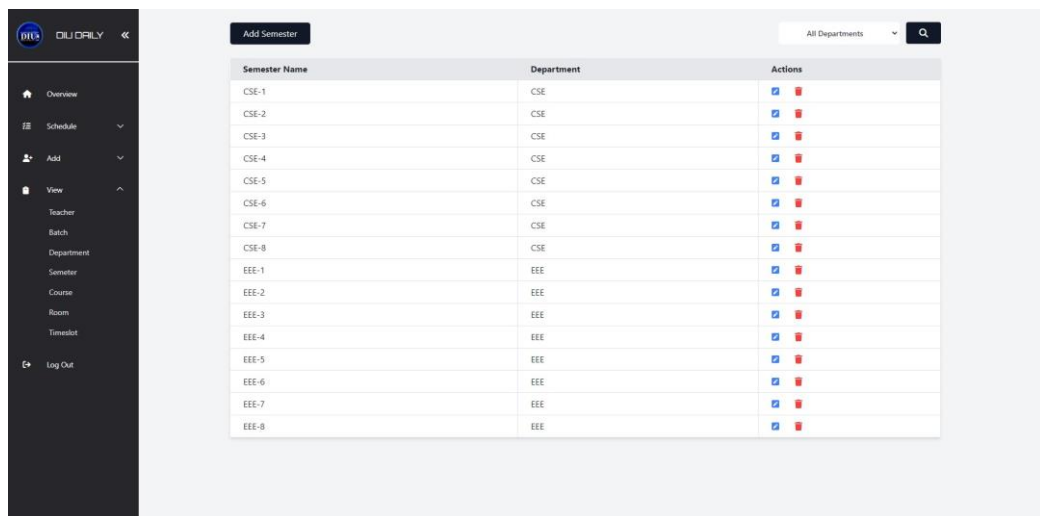 DIU DAILY
Overview
Schedule
Add
View
Teacher
Batch
Department
Semeter
Course
Room
Timeslot
Log Out
Add Semester
All Departments
Semester Name Department Actions
CSE-1 CSE
CSE-2 CSE
CSE-3 CSE
CSE-4 CSE
CSE-5 CSE
CSE-6 CSE
CSE-7 CSE
CSE-8 CSE
EEE-1 EEE
EEE-2 EEE
EEE-3 EEE
EEE-4 EEE
EEE-5 EEE
EEE-6 EEE
EEE-7 EEE
EEE-8 EEE